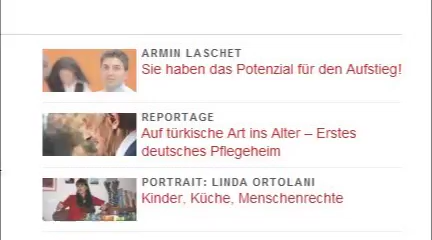 ARMIN LASCHET
Sie haben das Potenzial für den Aufstieg!
REPORTAGE
Auf türkische Art ins Alter – Erstes
deutsches Pflegeheim
PORTRAIT: LINDA ORTOLANI
Kinder, Küche, Menschenrechte